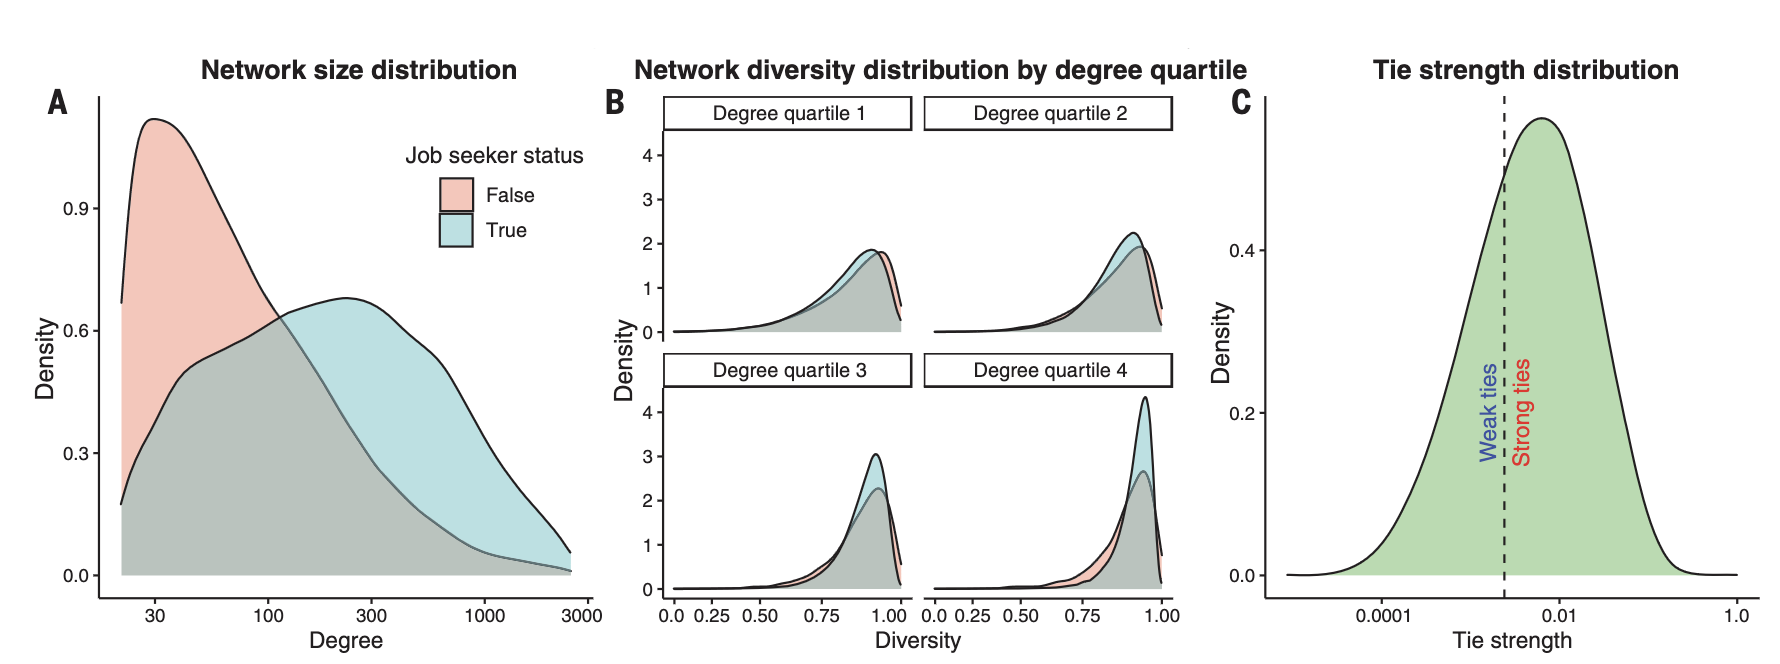 Network size distribution
A
Density
0.9
0.6
0.3
0.0
30 100 300 1000 3000
Degree
Job seeker status
False
True
Network diversity distribution by degree quartile
B
Density
Degree quartile 1
Degree quartile 2
4
3
2
1
0
Degree quartile 3
Degree quartile 4
4
3
2
1
0
0.0 0.25 0.50 0.75 1.00
0.0 0.25 0.50 0.75 1.00
Diversity
Tie strength distribution
C
Density
0.4
0.2
0.0
Weak ties
Strong ties
0.0001 0.01 1.0
Tie strength